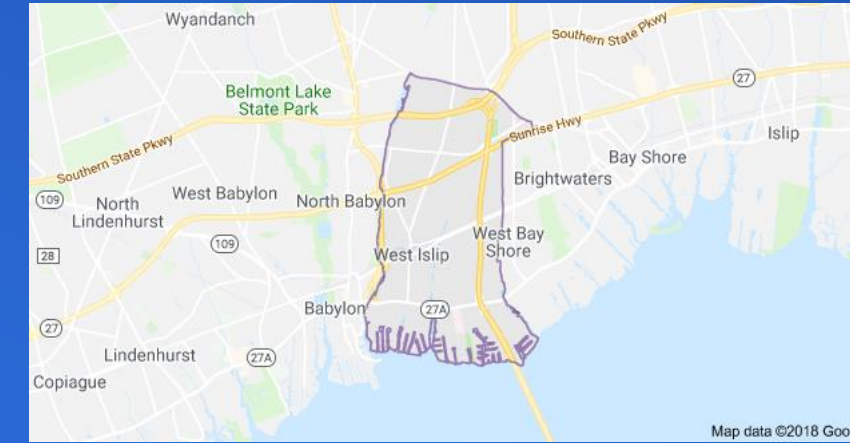 Wyandanch
Southern State Pkwy
27
Belmont Lake
State Park
Sunrise Hwy
Islip
Southern State Pkwy
Bay Shore
109
North
Lindenhurst
West Babylon
North Babylon
Brightwaters
109
28
West Islip
West Bay
Shore
Babylon
27A
27
Lindenhurst
27A
Copiague
Map data ©2018 Goo